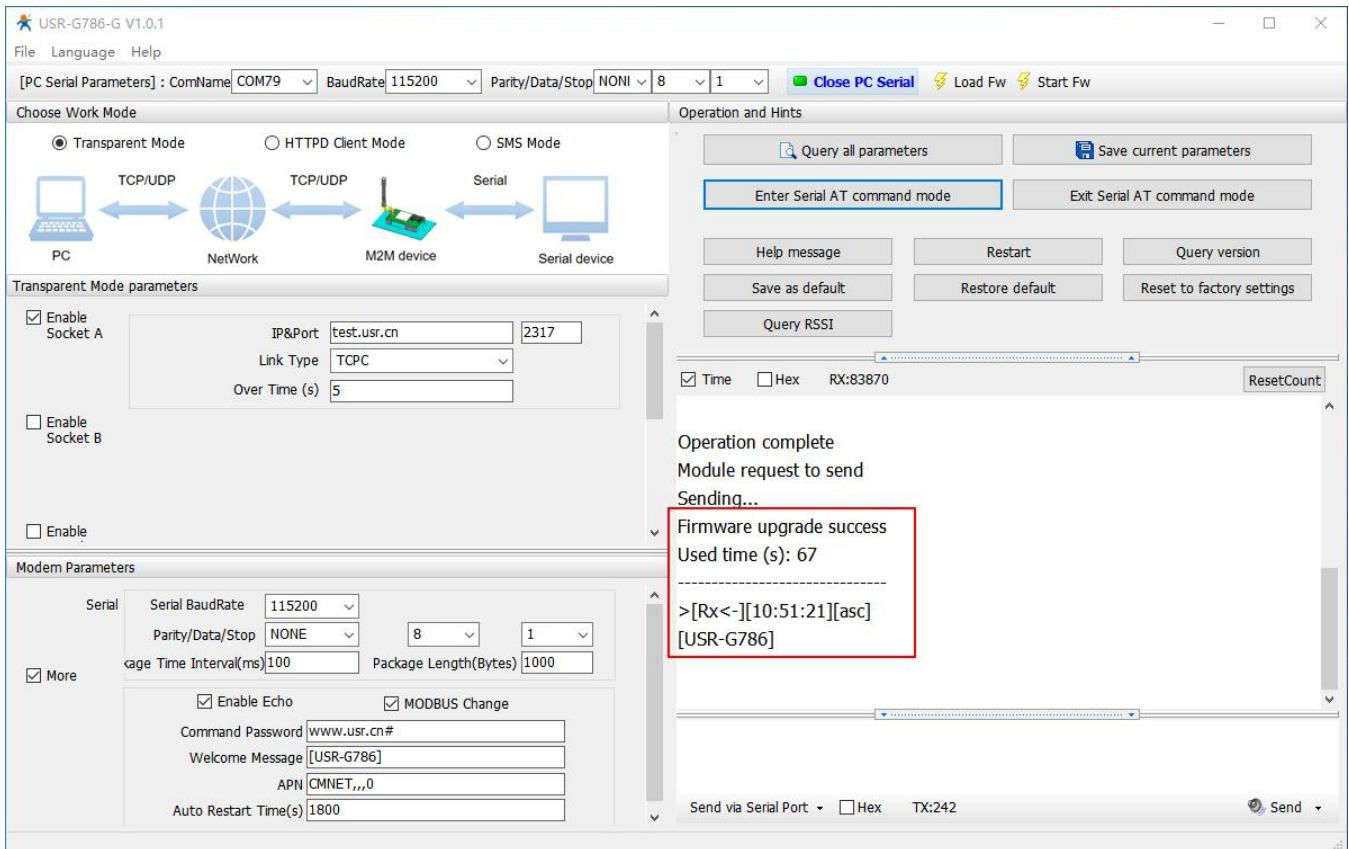 USR-G786-G V1.0.1
File Language Help
[PC Serial Parameters] : ComName COM79 BaudRate 115200 Parity/Data/Stop NONI 8 1 Close PC Serial Load Fw Start Fw
Choose Work Mode
Transparent Mode HTTPD Client Mode SMS Mode
TCP/UDP TCP/UDP Serial
PC NetWork M2M device Serial device
Transparent Mode parameters
Enable
Socket A
IP&Port test.usr.cn 2317
Link Type TCPC
Over Time (s) 5
Enable
Socket B
Enable
Modem Parameters
Serial Serial BaudRate 115200
Parity/Data/Stop NONE 8 1
kage Time Interval(ms) 100 Package Length(Bytes) 1000
More
Enable Echo MODBUS Change
Command Password www.usr.cn#
Welcome Message [USR-G786]
APN CMNET,,,0
Auto Restart Time(s) 1800
Operation and Hints
Query all parameters Save current parameters
Enter Serial AT command mode Exit Serial AT command mode
Help message Restart Query version
Save as default Restore default Reset to factory settings
Query RSSI
Time Hex RX:83870 ResetCount
Operation complete
Module request to send
Sending...
Firmware upgrade success
Used time (s): 67
-------------------------------
>[Rx<-][10:51:21][asc]
[USR-G786]
Send via Serial Port Hex TX:242 Send